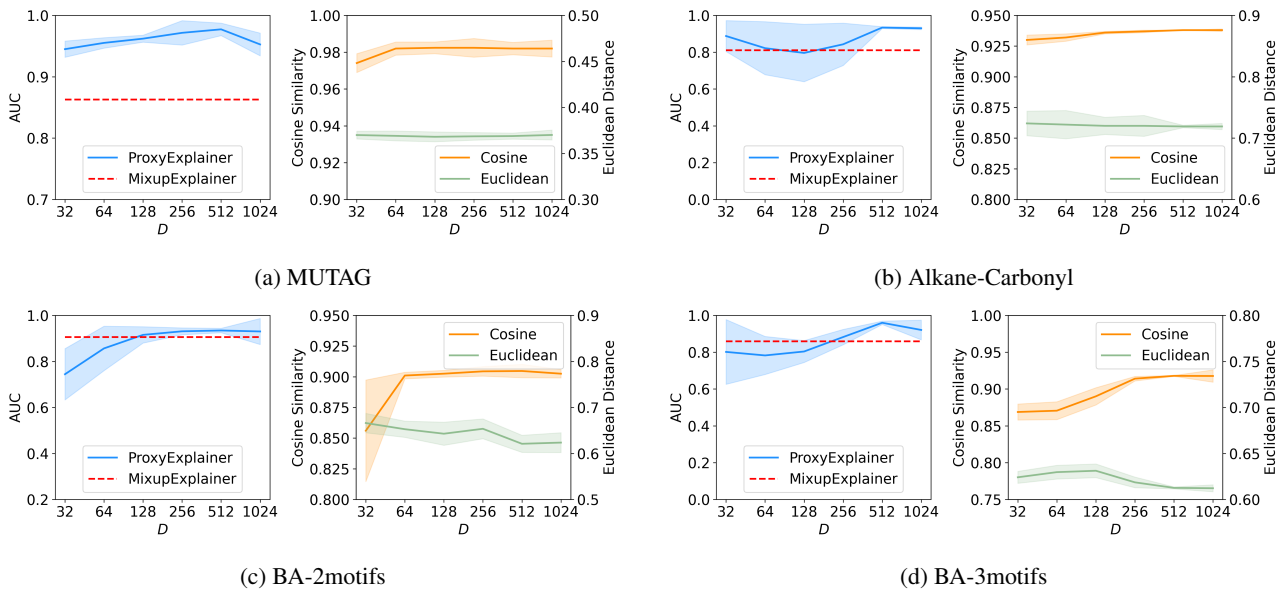 1.0
0.9
0.8
0.7
AUC
ProxyExplainer
MixupExplainer
32 64 128 256 512 1024
D
1.00
0.98
0.96
0.94
0.92
0.90
Cosine Similarity
Cosine
Euclidean
0.50
0.45
0.40
0.35
0.30
Euclidean Distance
32 64 128 256 512 1024
D
(a) MUTAG
1.0
0.8
0.6
0.4
0.2
0.0
AUC
ProxyExplainer
MixupExplainer
32 64 128 256 512 1024
D
0.950
0.925
0.900
0.875
0.850
0.825
0.800
Cosine Similarity
Cosine
Euclidean
0.9
0.8
0.7
0.6
Euclidean Distance
32 64 128 256 512 1024
D
(b) Alkane-Carbonyl
1.0
0.8
0.6
0.4
0.2
AUC
ProxyExplainer
MixupExplainer
32 64 128 256 512 1024
D
0.950
0.925
0.900
0.875
0.850
0.825
0.800
Cosine Similarity
Cosine
Euclidean
0.9
0.8
0.7
0.6
0.5
Euclidean Distance
32 64 128 256 512 1024
D
(c) BA-2motifs
1.0
0.8
0.6
0.4
0.2
0.0
AUC
ProxyExplainer
MixupExplainer
32 64 128 256 512 1024
D
1.00
0.95
0.90
0.85
0.80
0.75
Cosine Similarity
Cosine
Euclidean
0.80
0.75
0.70
0.65
0.60
Euclidean Distance
32 64 128 256 512 1024
D
(d) BA-3motifs